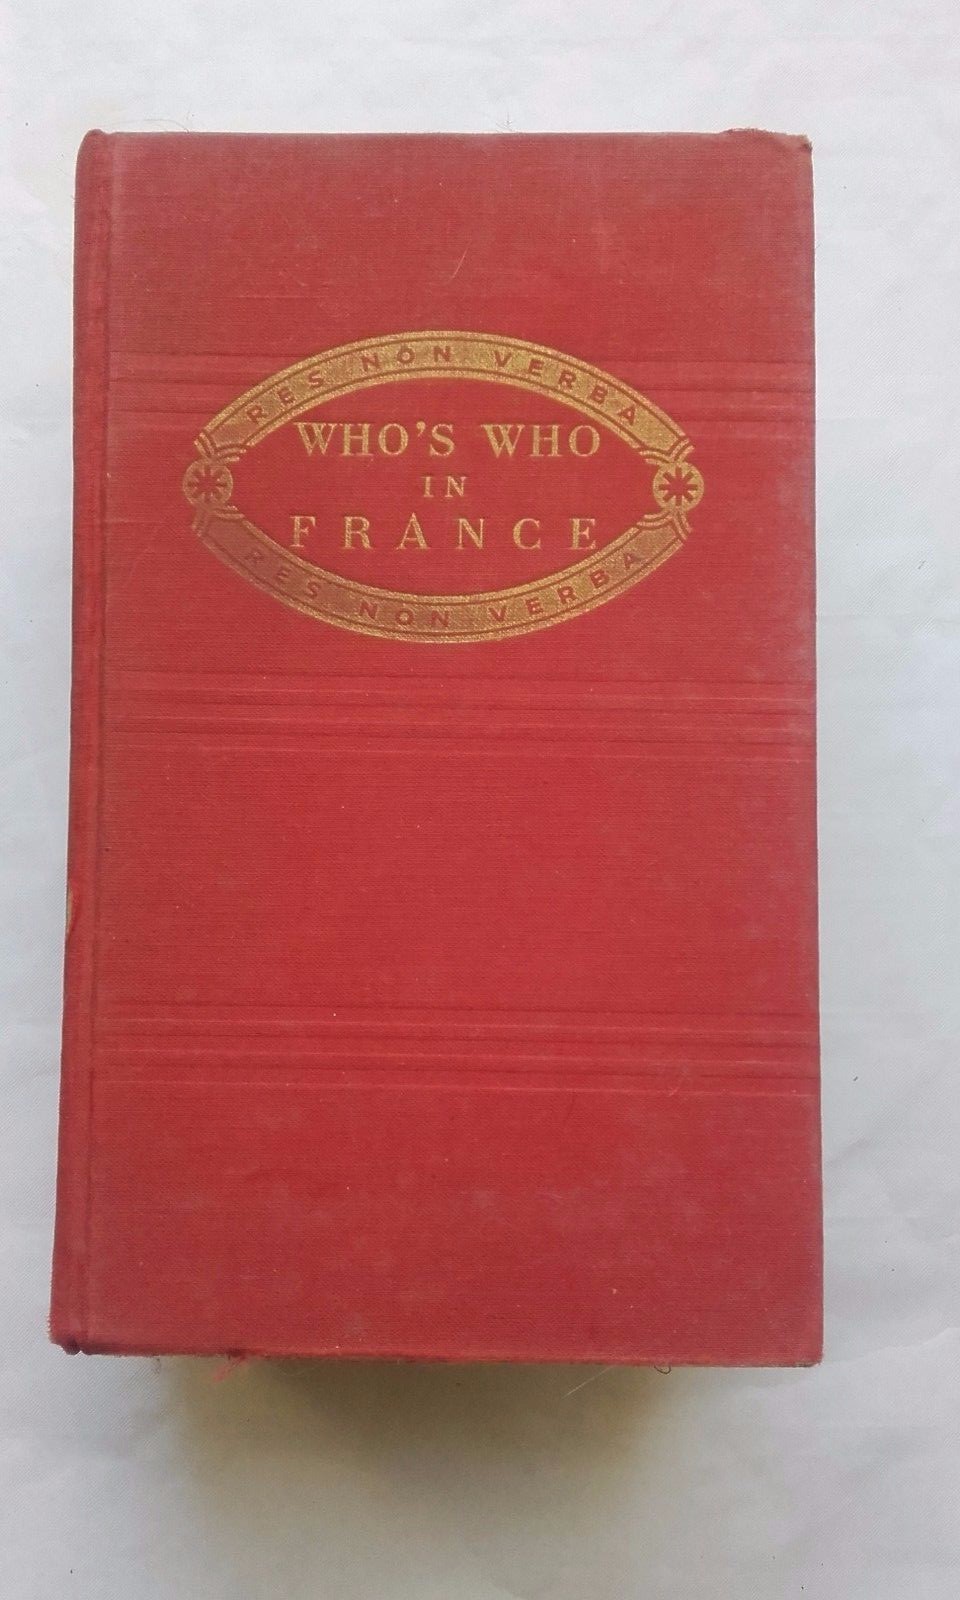 RES NON VERBA
WHO'S WHO
IN
FRANCE
RES NON VERBA